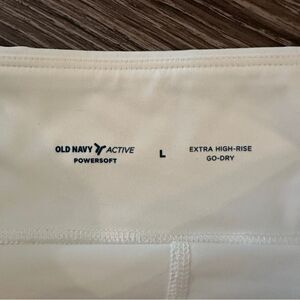 OLD NAVY ACTIVE
POWERSOFT
L
EXTRA HIGH-RISE
GO-DRY